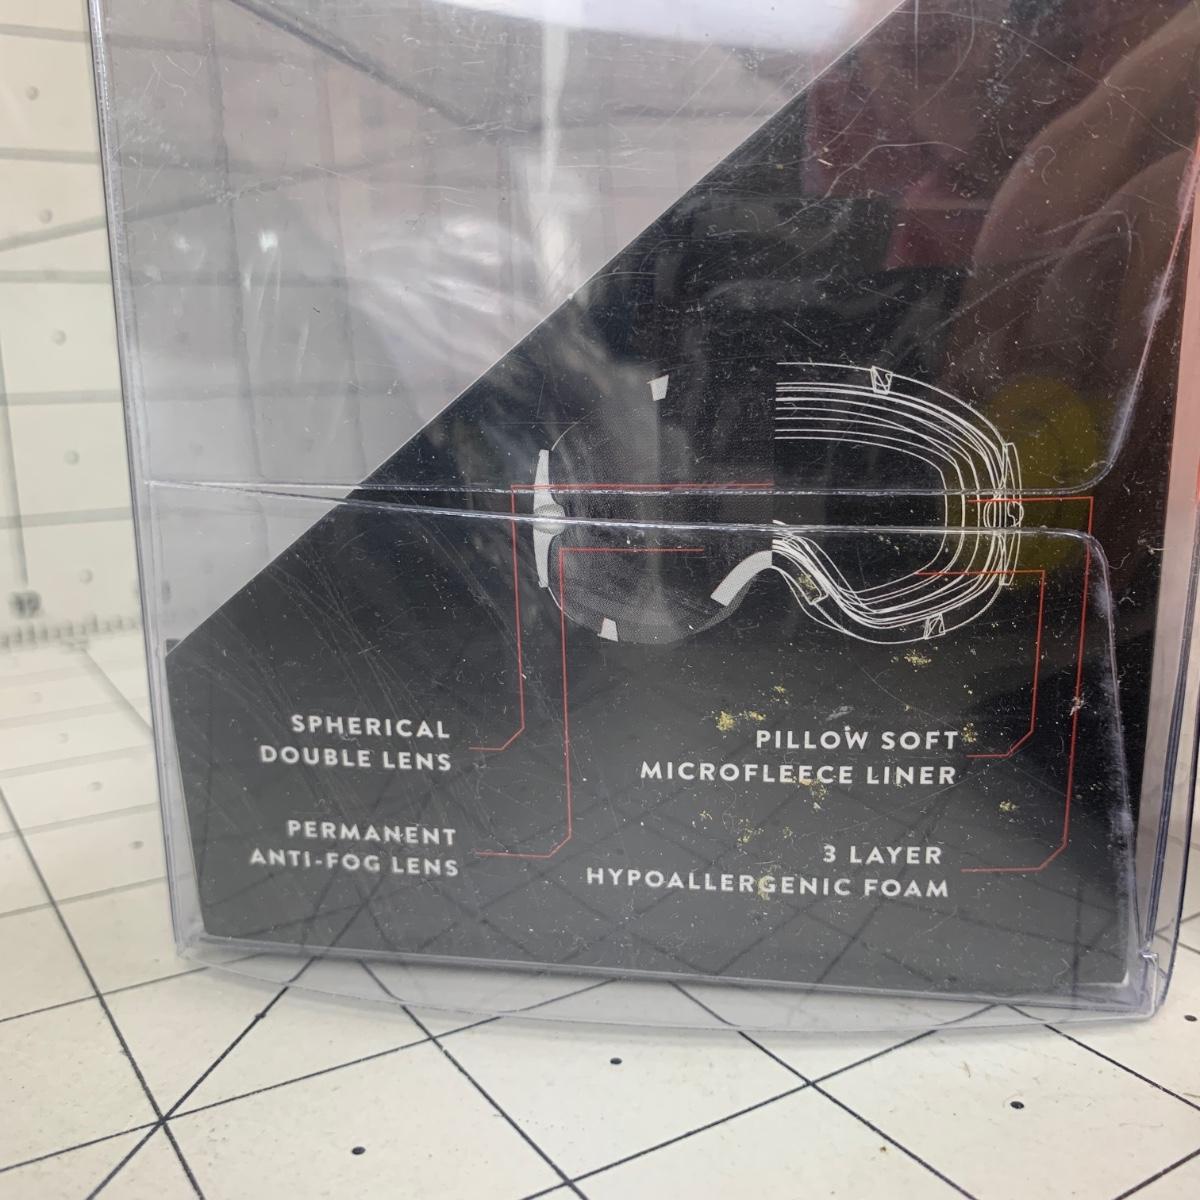 SPHERICAL
DOUBLE LENS
PERMANENT
ANTI-FOG LENS
PILLOW SOFT
MICROFLEECE LINER
3 LAYER
HYPOALLERGENIC FOAM